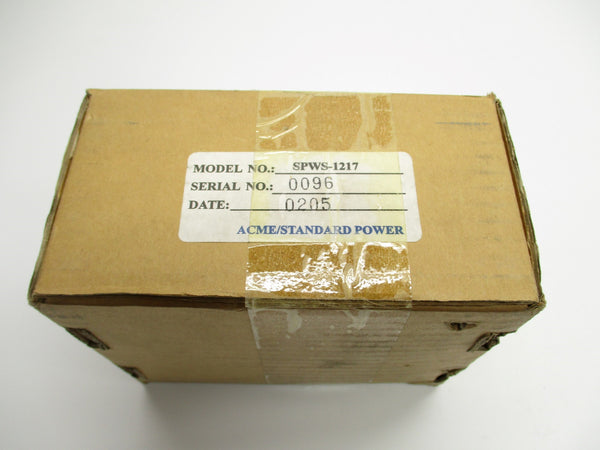 MODEL NO.: SPWS-1217
SERIAL NO.: 0096
DATE: 0205
ACME/STANDARD POWER